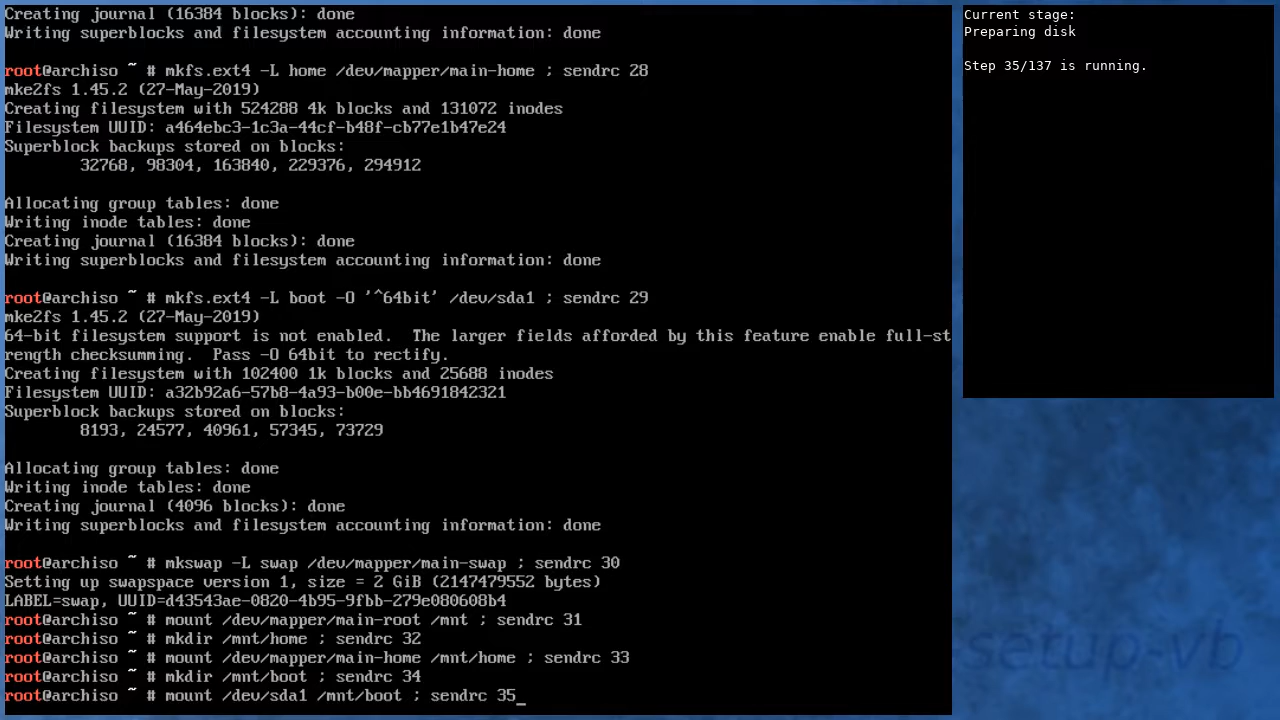 Creating journal (16384 blocks): done
Writing superblocks and filesystem accounting information: done
root@archiso ~ # mkfs.ext4 -L home /dev/mapper/main-home ; sendrc 28
mke2fs 1.45.2 (27-May-2019)
Creating filesystem with 524288 4k blocks and 131072 inodes
Filesystem UUID: a464ebc3-1c3a-44cf-b48f-cb77e1b47e24
Superblock backups stored on blocks:
32768, 98304, 163840, 229376, 294912
Allocating group tables: done
Writing inode tables: done
Creating journal (16384 blocks): done
Writing superblocks and filesystem accounting information: done
root@archiso ~ # mkfs.ext4 -L boot -O '^64bit' /dev/sda1 ; sendrc 29
mke2fs 1.45.2 (27-May-2019)
64-bit filesystem support is not enabled.  The larger fields afforded by this feature enable full-st
rength checksumming.  Pass -O 64bit to rectify.
Creating filesystem with 102400 1k blocks and 25688 inodes
Filesystem UUID: a32b92a6-57b8-4a93-b00e-bb4691842321
Superblock backups stored on blocks:
8193, 24577, 40961, 57345, 73729
Allocating group tables: done
Writing inode tables: done
Creating journal (4096 blocks): done
Writing superblocks and filesystem accounting information: done
root@archiso ~ # mkswap -L swap /dev/mapper/main-swap ; sendrc 30
Setting up swapspace version 1, size = 2 GiB (2147479552 bytes)
LABEL=swap, UUID=d43543ae-0820-4b95-9fbb-279e080608b4
root@archiso ~ # mount /dev/mapper/main-root /mnt ; sendrc 31
root@archiso ~ # mkdir /mnt/home ; sendrc 32
root@archiso ~ # mount /dev/mapper/main-home /mnt/home ; sendrc 33
root@archiso ~ # mkdir /mnt/boot ; sendrc 34
root@archiso ~ # mount /dev/sda1 /mnt/boot ; sendrc 35_
Current stage:
Preparing disk
Step 35/137 is running.
-setup-vb